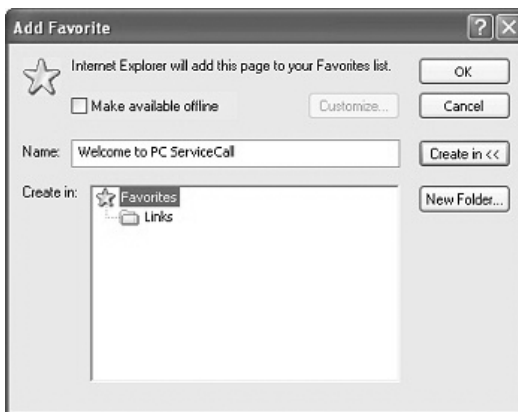 Add Favorite
Internet Explorer will add this page to your Favorites list.
OK
Make available offline
Customize...
Cancel
Name: Welcome to PC ServiceCall
Create in <<
Create in:
Favorites
New Folder...
Links